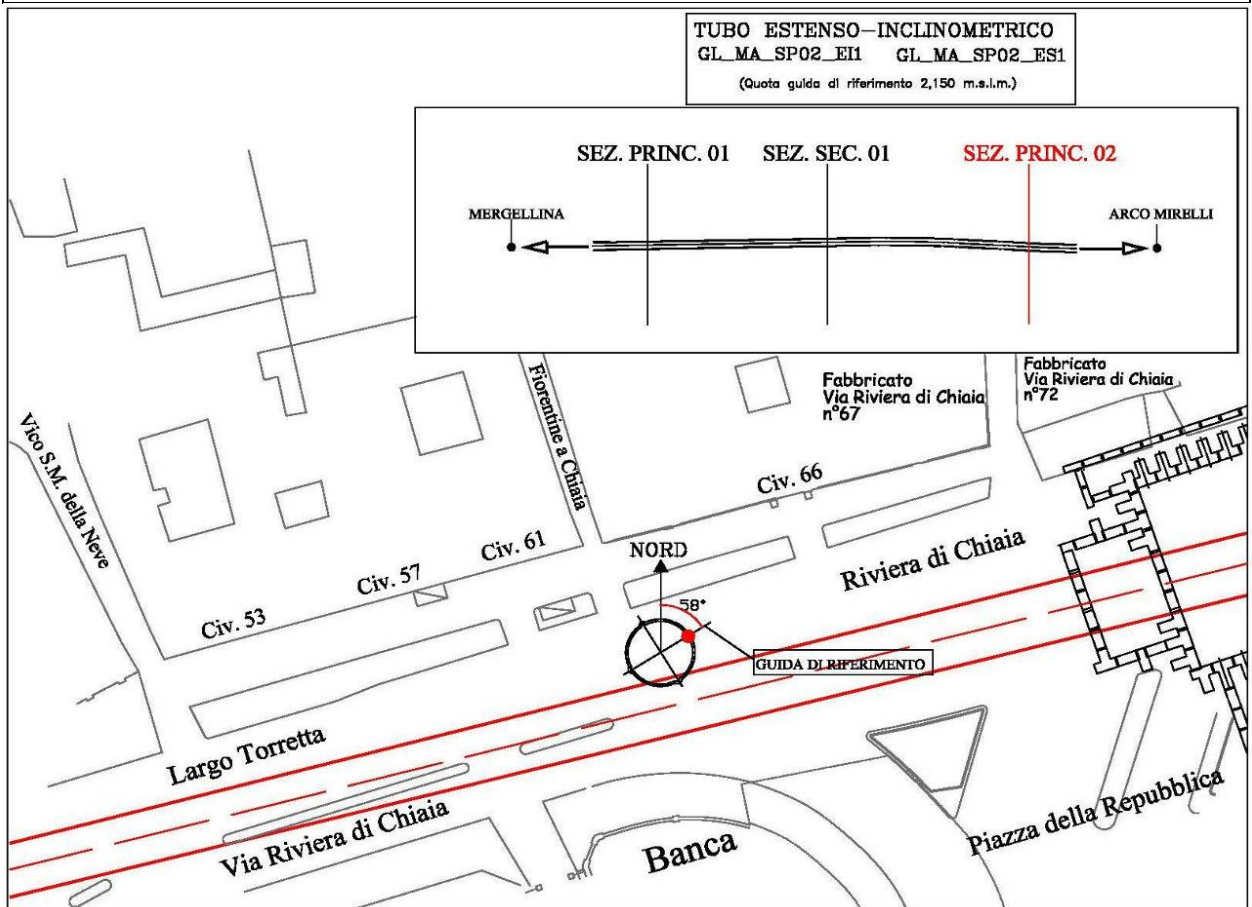 TUBO ESTENSO-INCLINOMETRICO
GL_MA_SP02_EI1 GL_MA_SP02_ES1
(Quota guida di riferimento 2,150 m.s.l.m.)
SEZ. PRINC. 01 SEZ. SEC. 01 SEZ. PRINC. 02
MERGELLINA
ARCO MIRELLI
Fabbricato
Via Riviera di Chiaia
n°67
Fabbricato
Via Riviera di Chiaia
n°72
Vico S.M. della Neve
Fiorentine a Chiaia
Civ. 53
Civ. 57
Civ. 61
Civ. 66
NORD
58°
Riviera di Chiaia
GUIDA DI RIFERIMENTO
Largo Torretta
Via Riviera di Chiaia
Banca
Piazza della Repubblica